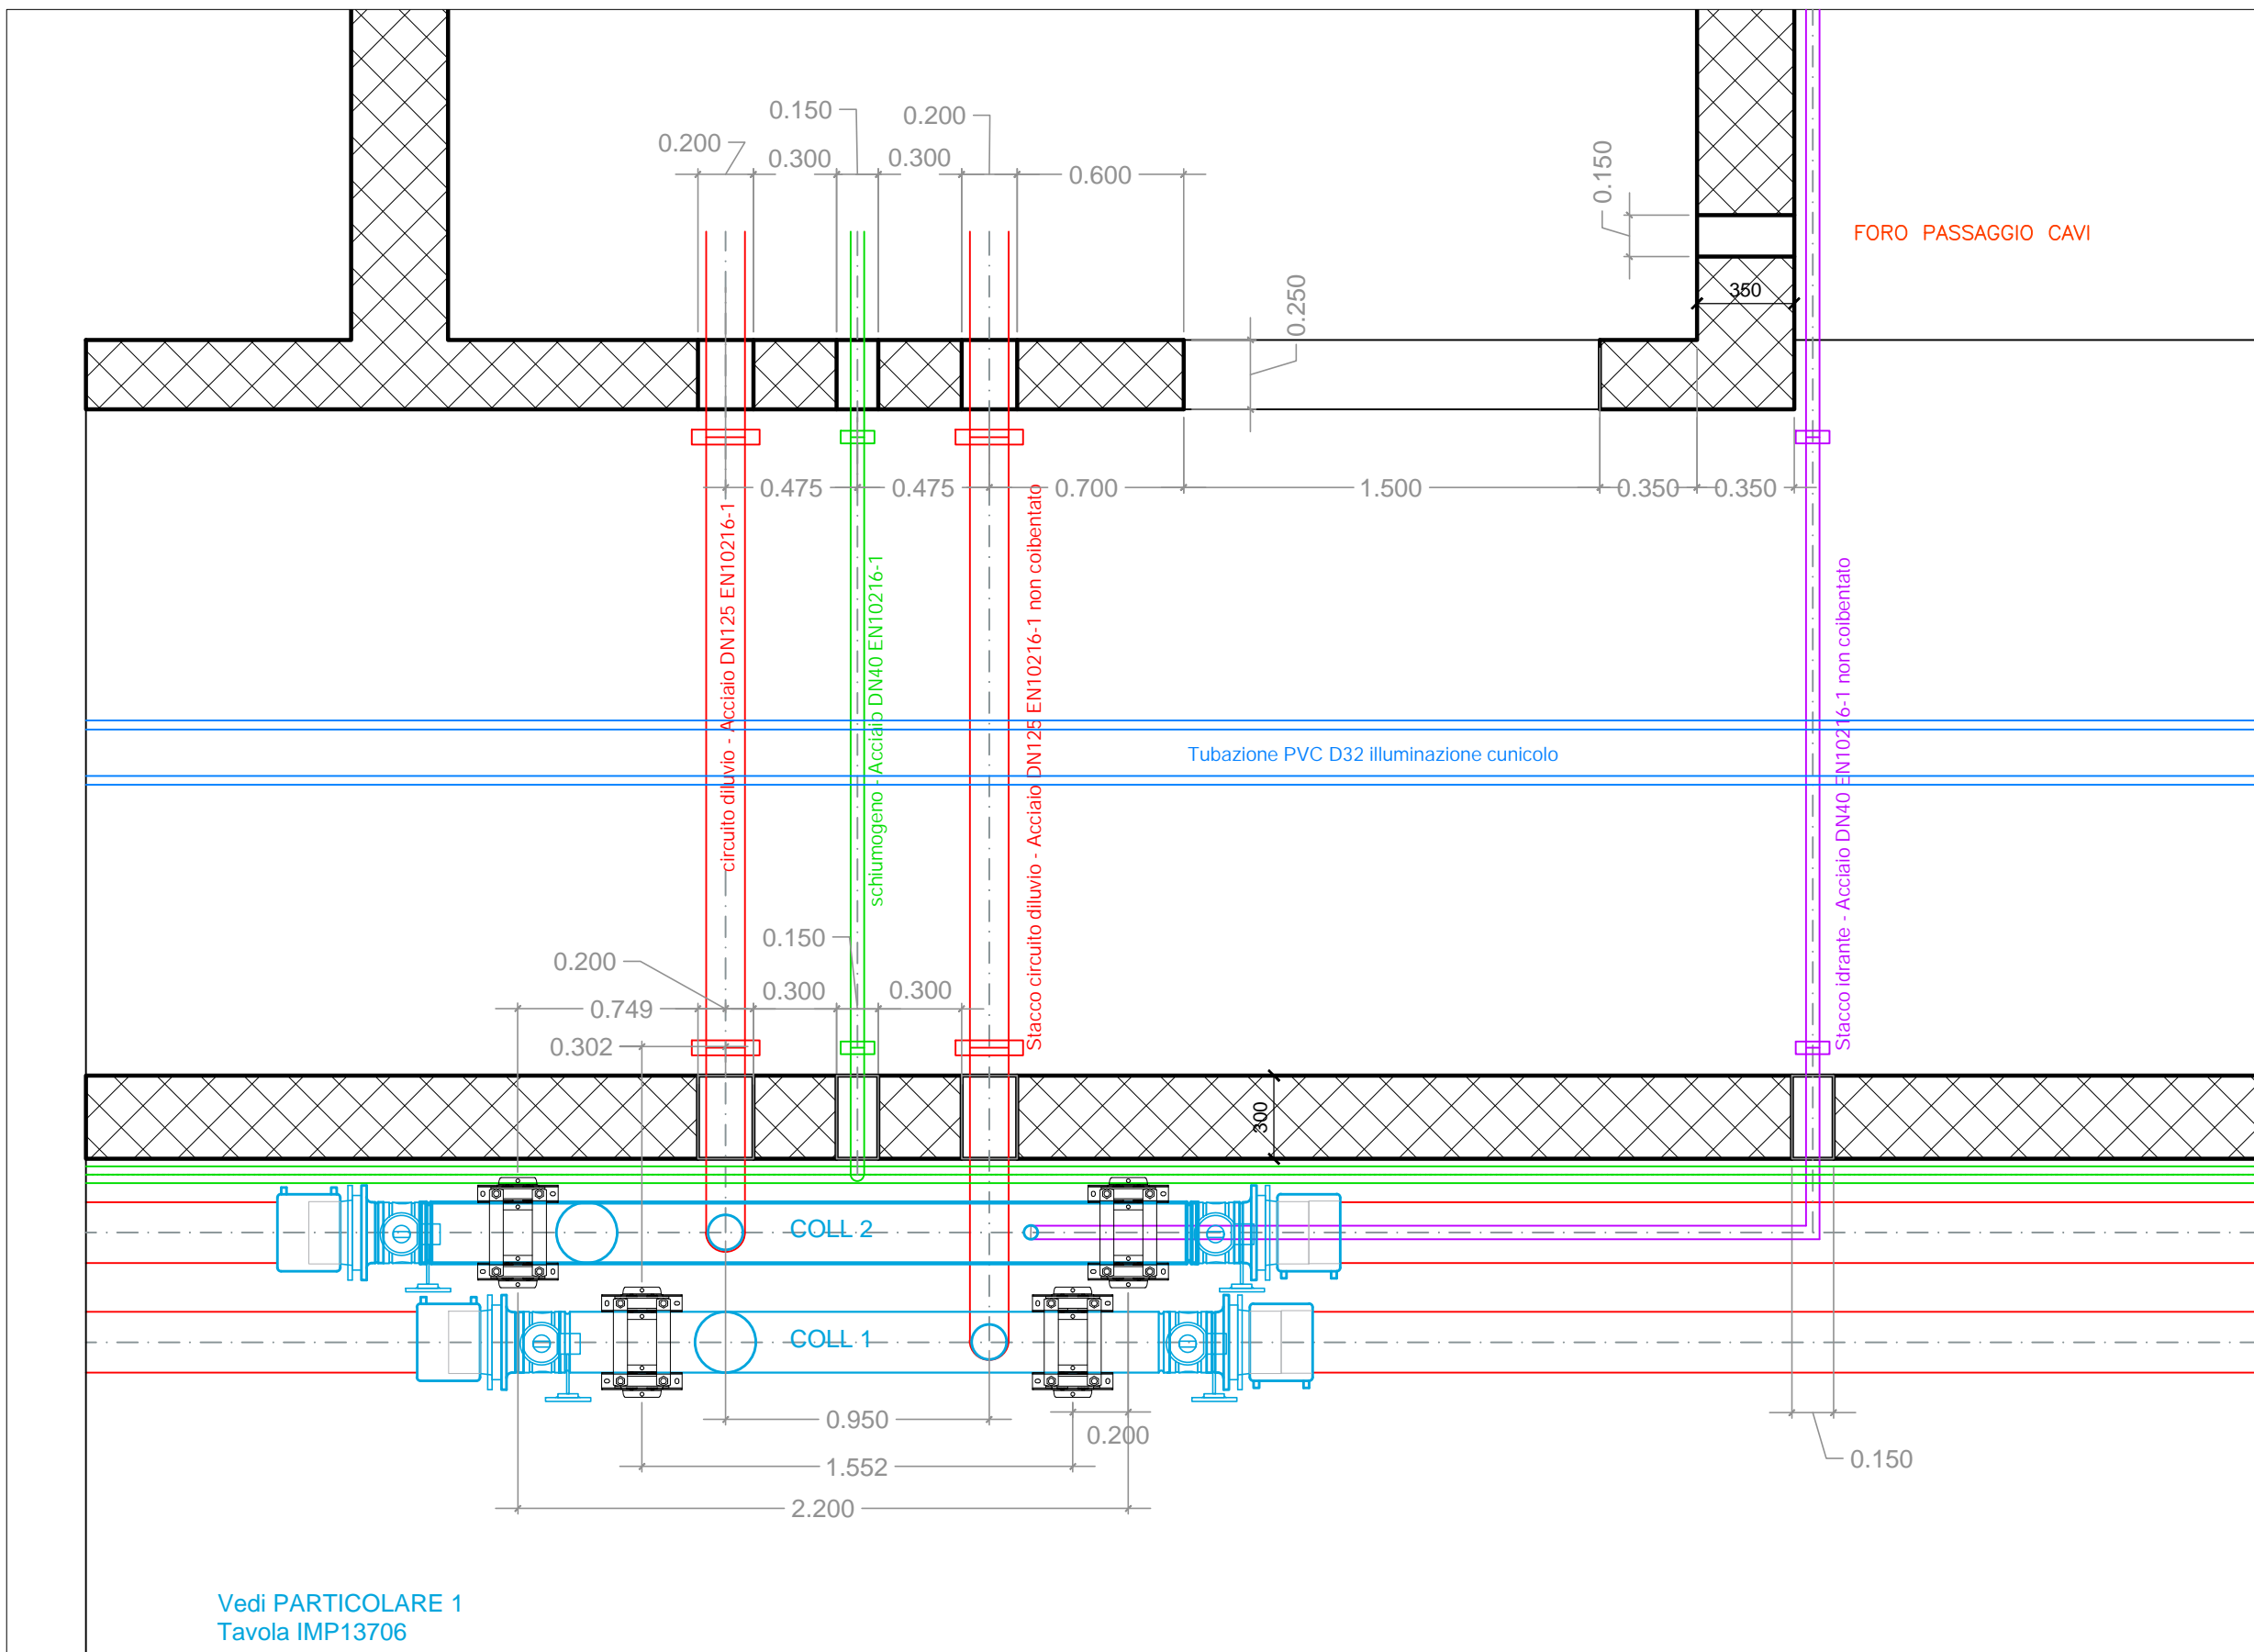 0.150
0.200
0.200
0.300
0.300
0.600
0.150
FORO PASSAGGIO CAVI
350
0.250
0.475
0.475
0.700
1.500
0.350
0.350
circuito diluvio - Acciaio DN125 EN10216-1
schiumogeno - Acciaio DN40 EN10216-1
Stacco circuito diluvio - Acciaio DN125 EN10216-1 non coibentato
Stacco idrante - Acciaio DN40 EN10216-1 non coibentato
Tubazione PVC D32 illuminazione cunicolo
0.150
0.200
0.300
0.300
0.749
0.302
300
COLL 2
COLL 1
0.950
0.200
0.150
1.552
2.200
Vedi PARTICOLARE 1
Tavola IMP13706